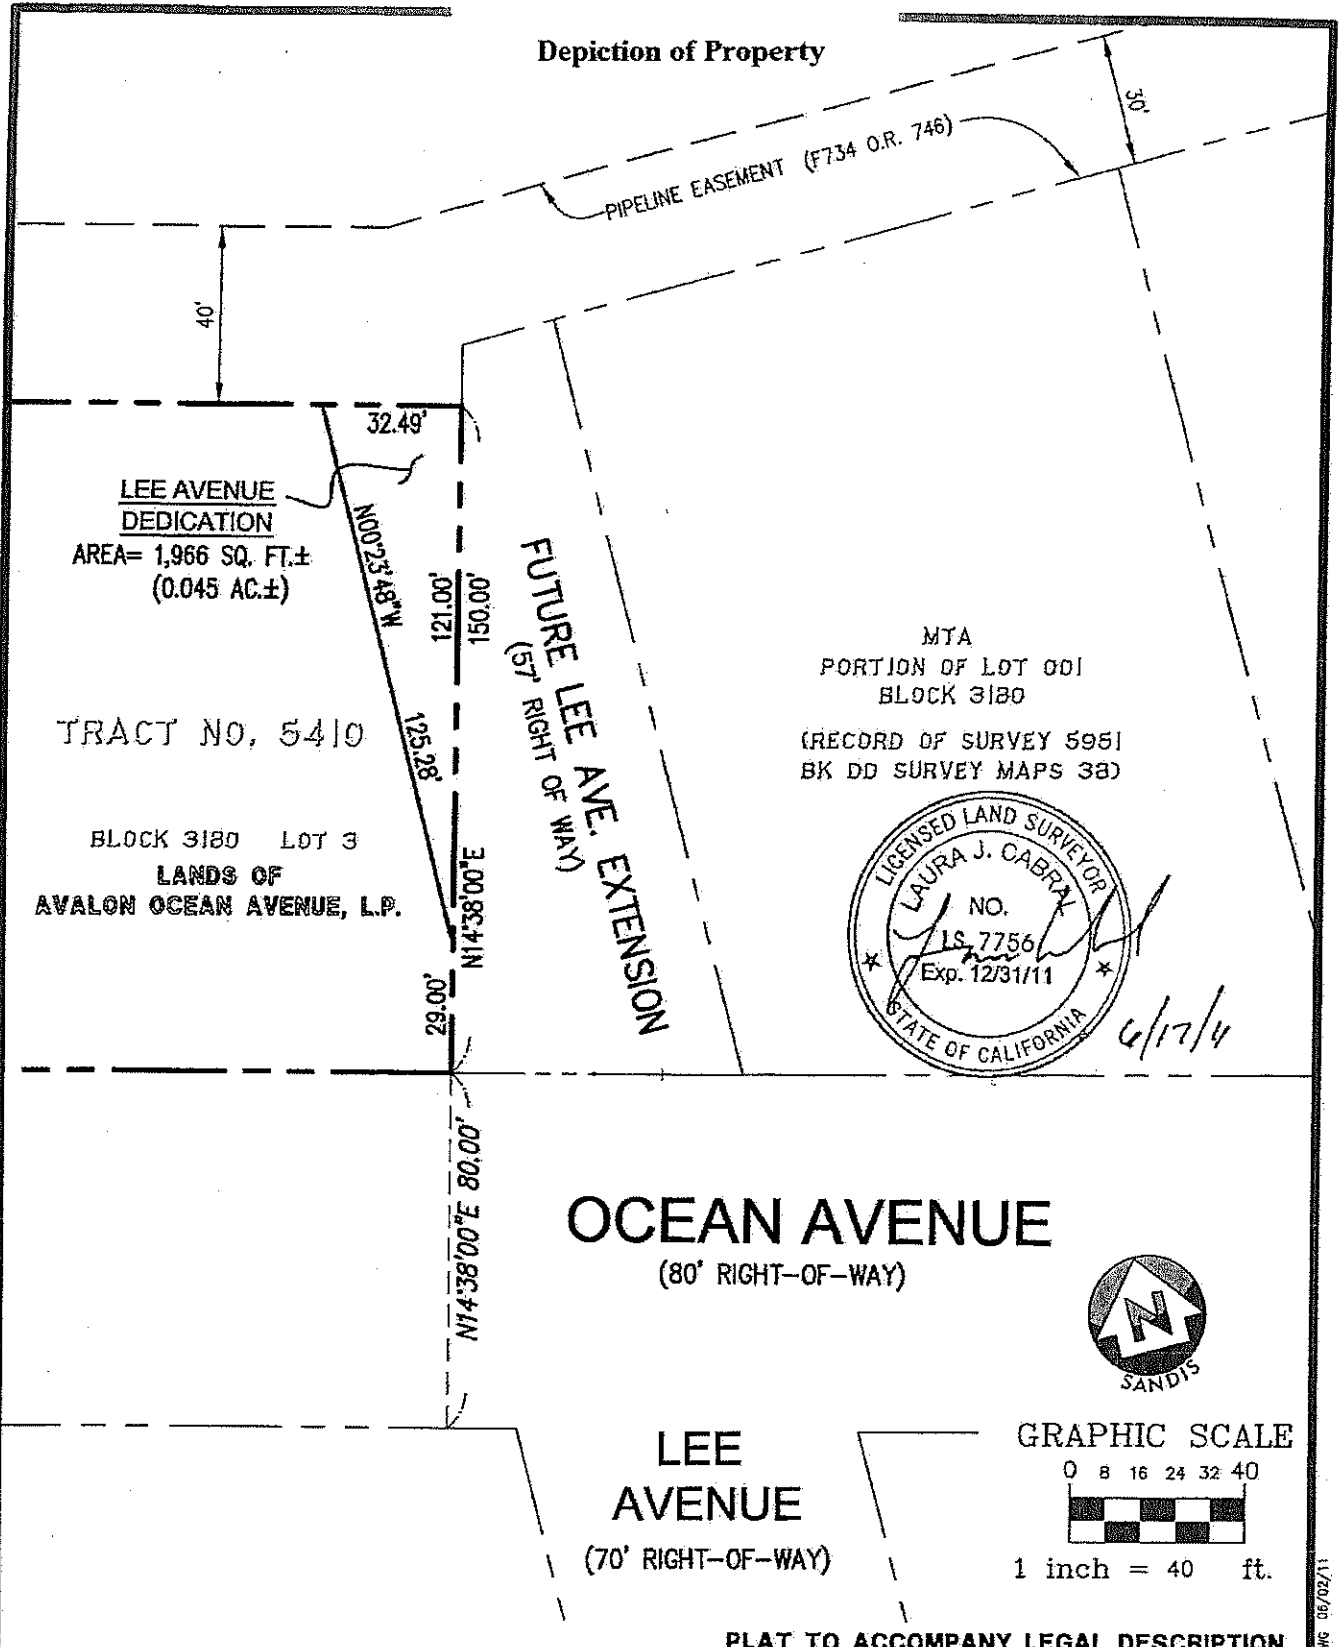 Depiction of Property
30'
PIPELINE EASEMENT (F734 O.R. 746)
40'
32.49'
LEE AVENUE
DEDICATION
AREA= 1,966 SQ. FT.±
(0.045 AC.±)
N00°23'48"W
125.28'
121.00'
150.00'
N14°38'00"E
29.00'
FUTURE LEE AVE. EXTENSION
(57' RIGHT OF WAY)
MTA
PORTION OF LOT 001
BLOCK 3180
(RECORD OF SURVEY 5951
BK DD SURVEY MAPS 38)
TRACT NO. 5410
BLOCK 3180 LOT 3
LANDS OF
AVALON OCEAN AVENUE, L.P.
LICENSED LAND SURVEYOR
LAURA J. CABRAL
NO.
LS 7756
Exp. 12/31/11
STATE OF CALIFORNIA
6/17/11
N14°38'00"E 80.00'
OCEAN AVENUE
(80' RIGHT-OF-WAY)
N
SANDIS
LEE
AVENUE
(70' RIGHT-OF-WAY)
GRAPHIC SCALE
0 8 16 24 32 40
1 inch = 40 ft.
PLAT TO ACCOMPANY LEGAL DESCRIPTION
06/02/11